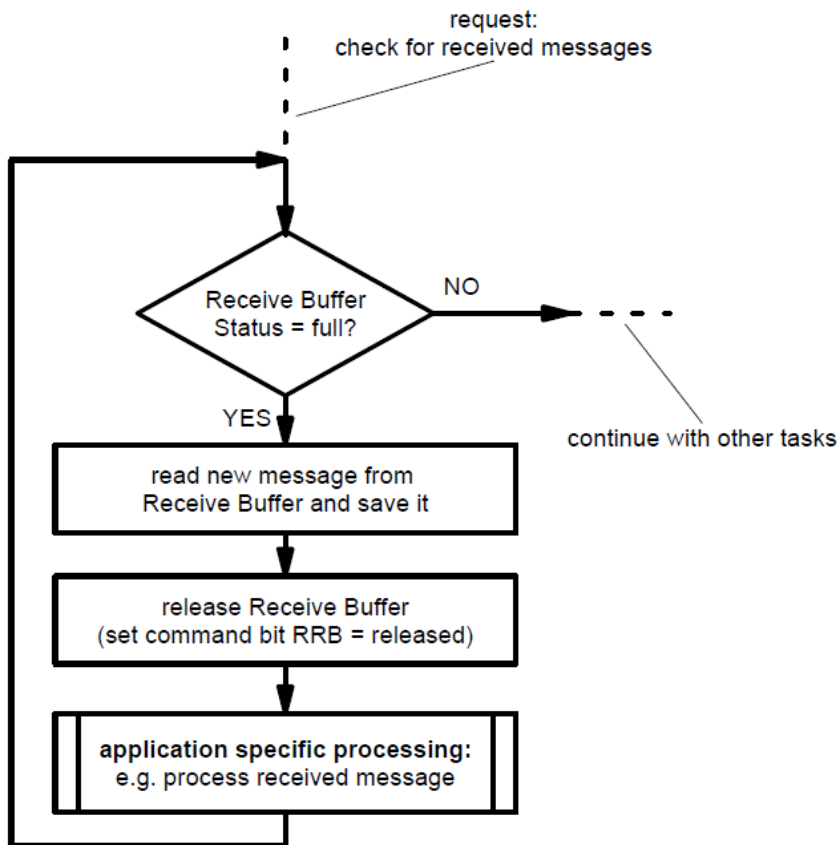 request:
check for received messages
Receive Buffer
Status = full?
NO
YES
continue with other tasks
read new message from
Receive Buffer and save it
release Receive Buffer
(set command bit RRB = released)
application specific processing:
e.g. process received message